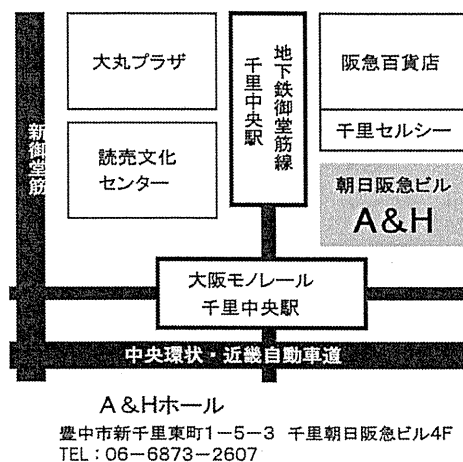 大丸プラザ
地下鉄御堂筋線
千里中央駅
阪急百貨店
千里セルシー
新御堂筋
読売文化
センター
朝日阪急ビル
A&H
大阪モノレール
千里中央駅
中央環状・近畿自動車道
A&Hホール
豊中市新千里東町1−5−3 千里朝日阪急ビル4F
TEL：06−6873−2607